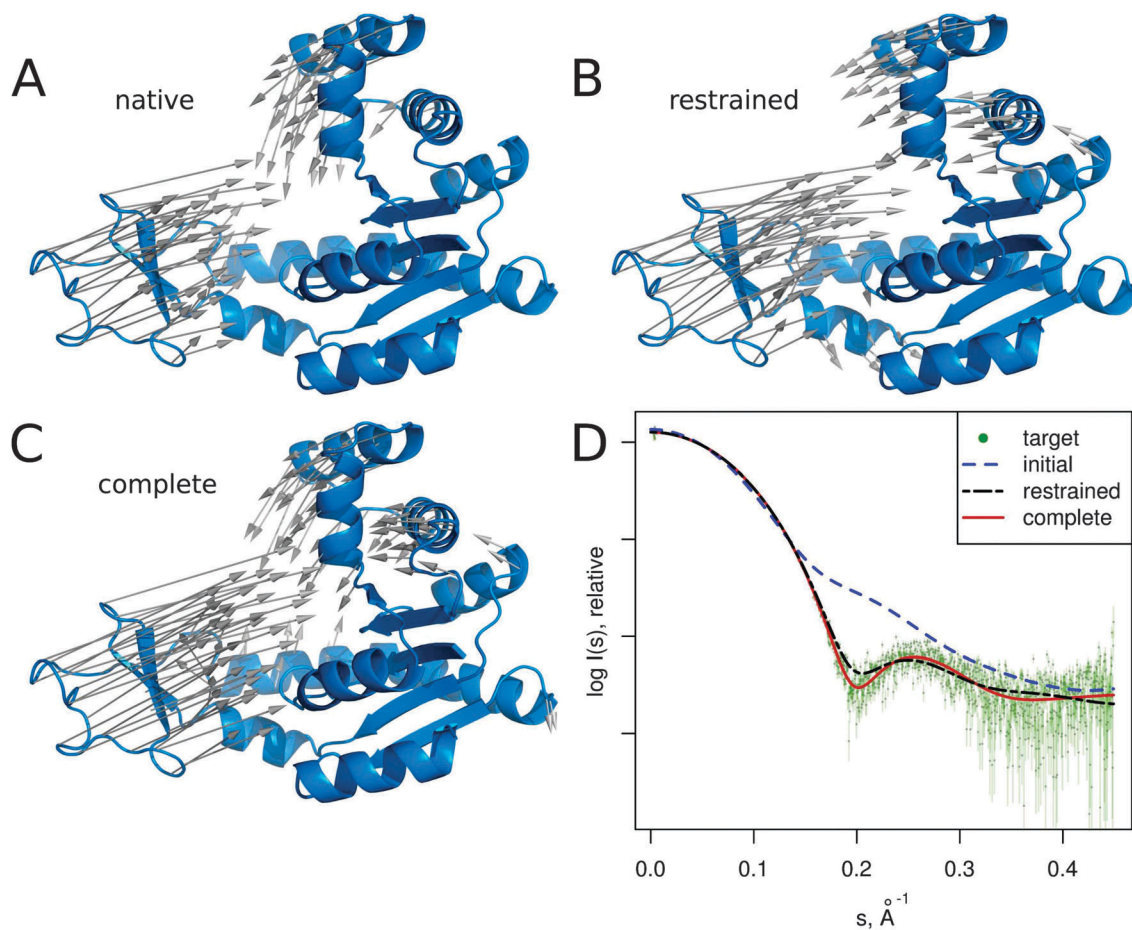 A
native
B
restrained
C
complete
D
target
initial
restrained
complete
log I(s), relative
0.0 0.1 0.2 0.3 0.4
s, Å⁻¹